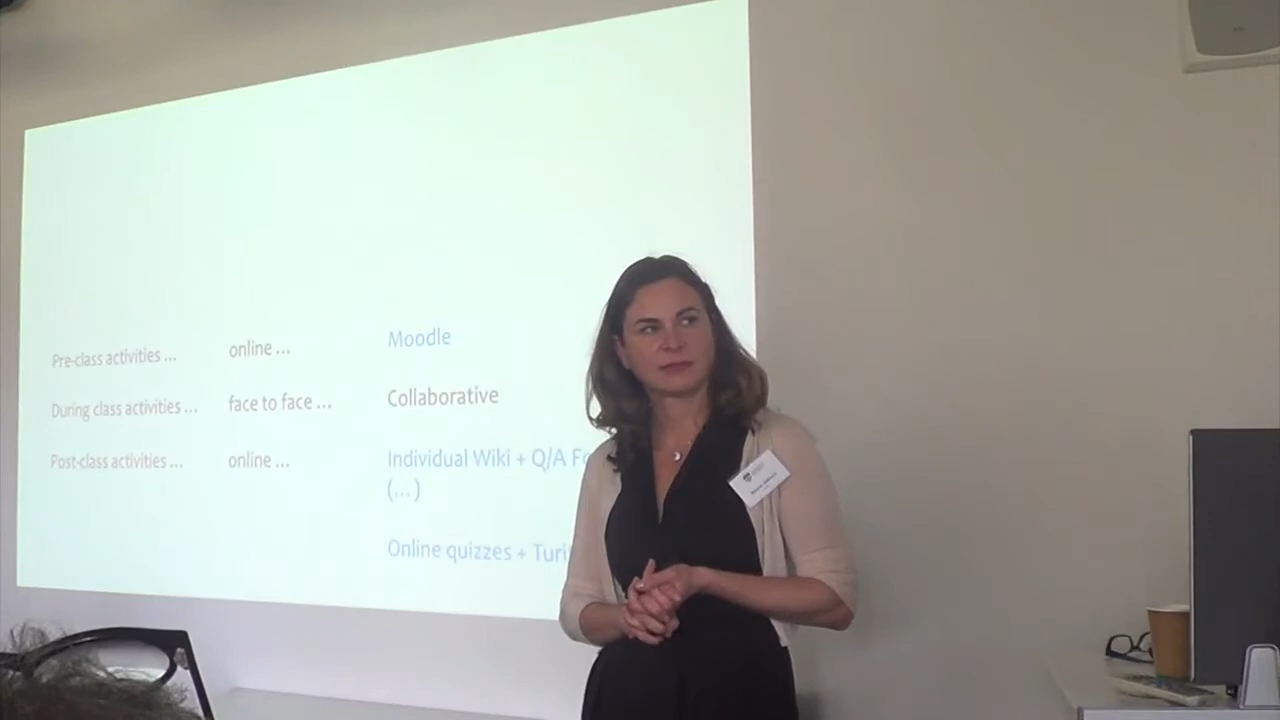 Pre-class activities ... online ... Moodle
During class activities ... face to face ... Collaborative
Post-class activities ... online ... Individual Wiki + Q/A
(...)
Online quizzes +